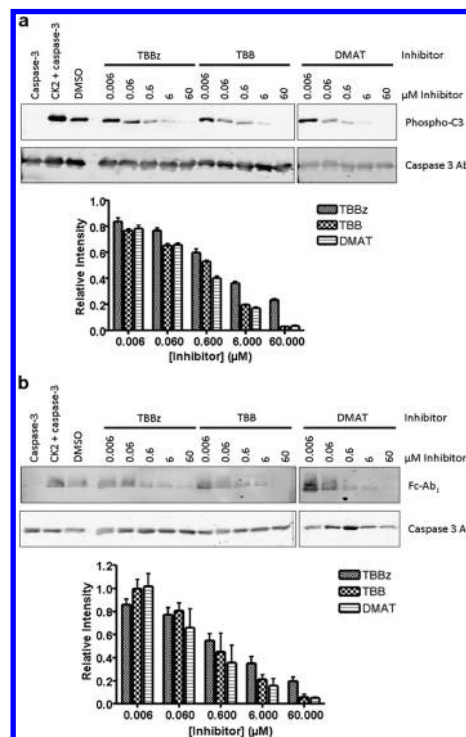 a
Caspase-3
CK2 + caspase-3
DMSO
TBBz TBB DMAT Inhibitor
0.006 0.06 0.6 6 60 0.006 0.06 0.6 6 60 0.006 0.06 0.6 6 60 µM Inhibitor
Phospho-C3
Caspase 3 Ab
Relative Intensity
1.0
0.8
0.6
0.4
0.2
0.0
TBBz
TBB
DMAT
0.006 0.060 0.600 6.000 60.000
[Inhibitor] (µM)
b
Caspase-3
CK2 + caspase-3
DMSO
TBBz TBB DMAT Inhibitor
0.006 0.06 0.6 6 60 0.006 0.06 0.6 6 60 0.006 0.06 0.6 6 60 µM Inhibitor
Fc-Ab₁
Caspase 3 A
Relative Intensity
1.2
1.0
0.8
0.6
0.4
0.2
0.0
TBBz
TBB
DMAT
0.006 0.060 0.600 6.000 60.000
[Inhibitor] (µM)